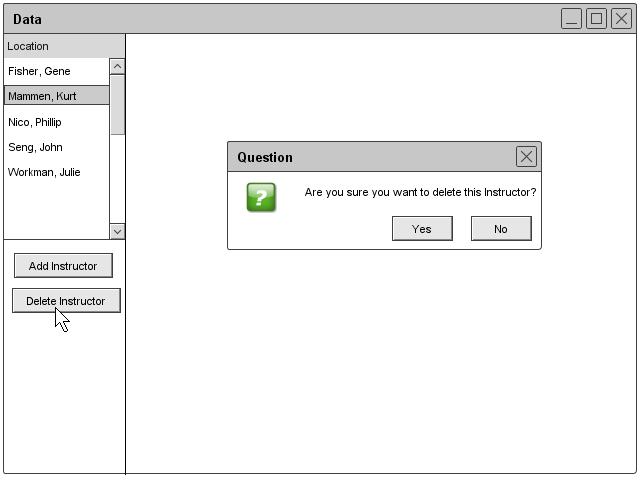 Data
Location
Fisher, Gene
Mammen, Kurt
Nico, Phillip
Seng, John
Workman, Julie
Add Instructor
Delete Instructor
Question
?
Are you sure you want to delete this Instructor?
Yes
No